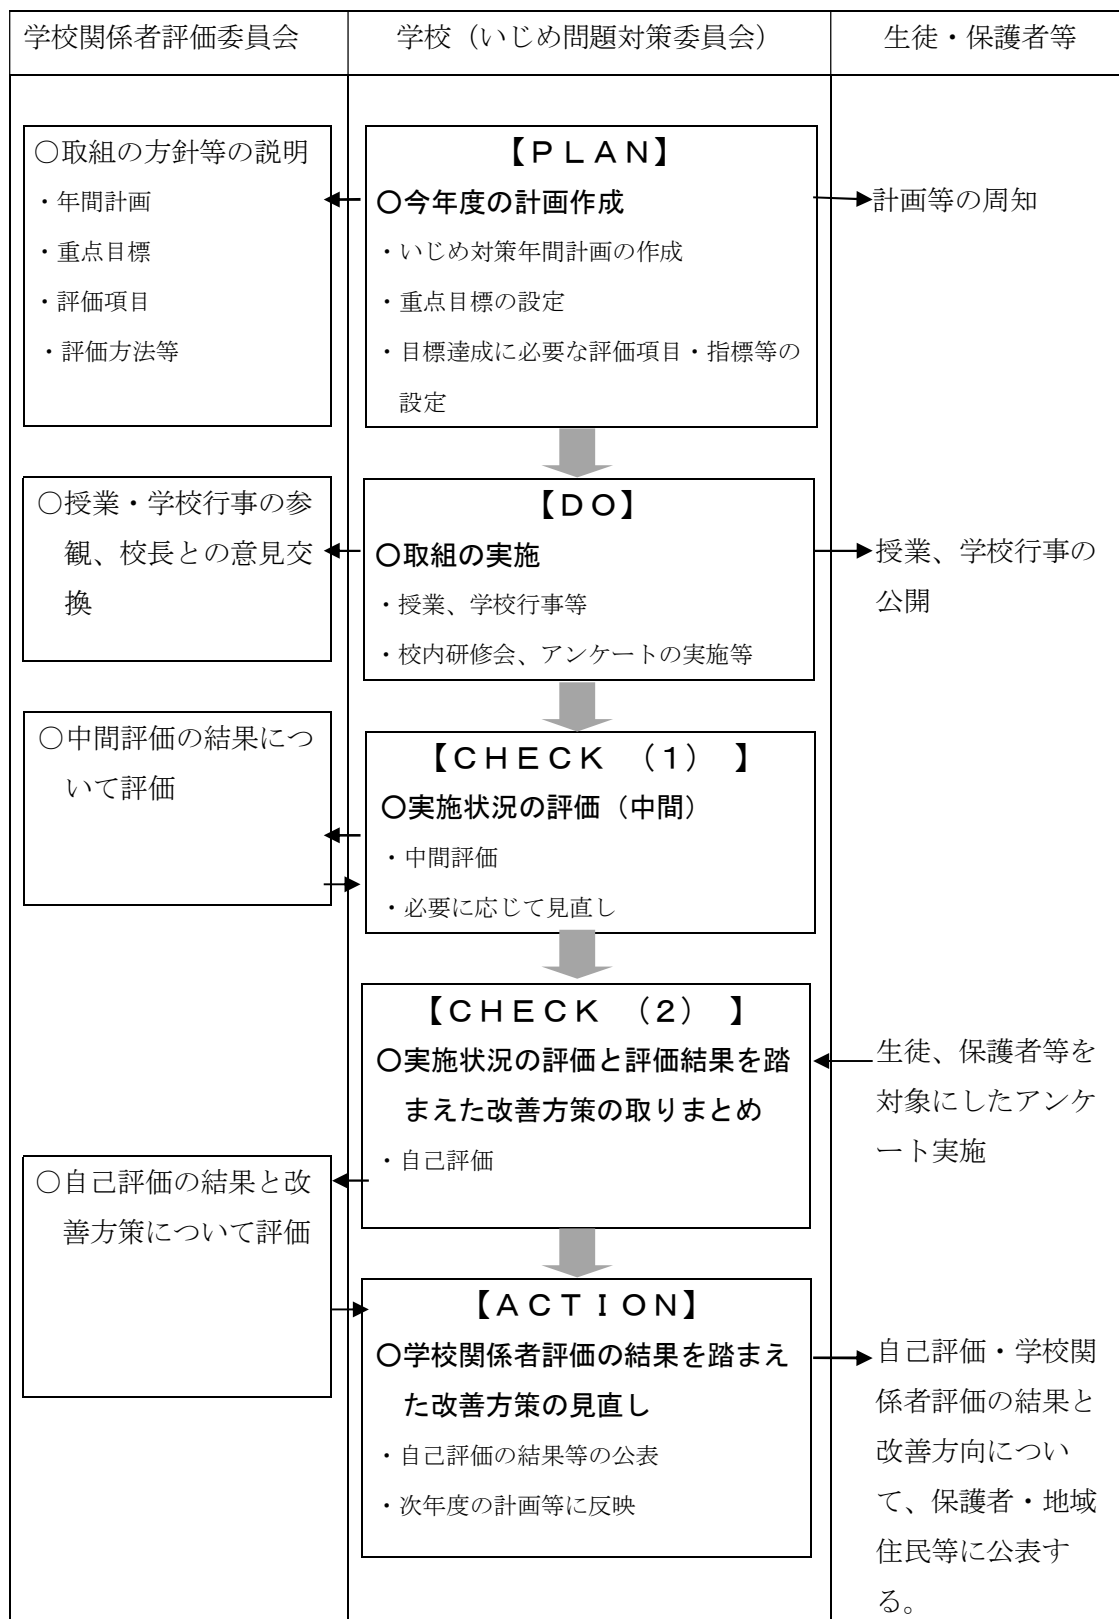 学校関係者評価委員会
学校（いじめ問題対策委員会）
生徒・保護者等
○取組の方針等の説明
・年間計画
・重点目標
・評価項目
・評価方法等
【ＰＬＡＮ】
○今年度の計画作成
・いじめ対策年間計画の作成
・重点目標の設定
・目標達成に必要な評価項目・指標等の
設定
計画等の周知
○授業・学校行事の参
観、校長との意見交
換
【ＤＯ】
○取組の実施
・授業、学校行事等
・校内研修会、アンケートの実施等
授業、学校行事の
公開
○中間評価の結果につ
いて評価
【ＣＨＥＣＫ （１） 】
○実施状況の評価（中間）
・中間評価
・必要に応じて見直し
【ＣＨＥＣＫ （２） 】
○実施状況の評価と評価結果を踏
まえた改善方策の取りまとめ
・自己評価
生徒、保護者等を
対象にしたアンケ
ート実施
○自己評価の結果と改
善方策について評価
【ＡＣＴＩＯＮ】
○学校関係者評価の結果を踏まえ
た改善方策の見直し
・自己評価の結果等の公表
・次年度の計画等に反映
自己評価・学校関
係者評価の結果と
改善方向につい
て、保護者・地域
住民等に公表す
る。